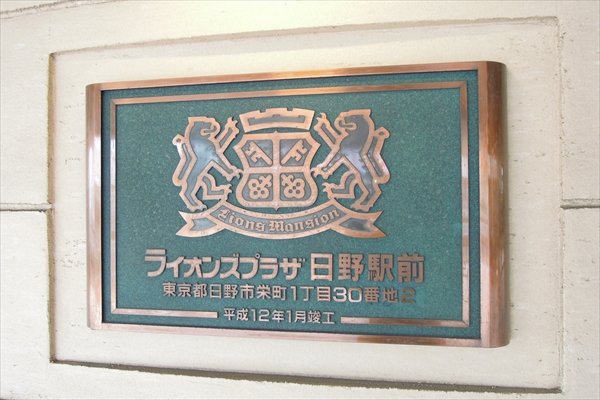 Lions Mansion
ライオンズプラザ日野駅前
東京都日野市栄町1丁目30番地2
平成12年1月竣工